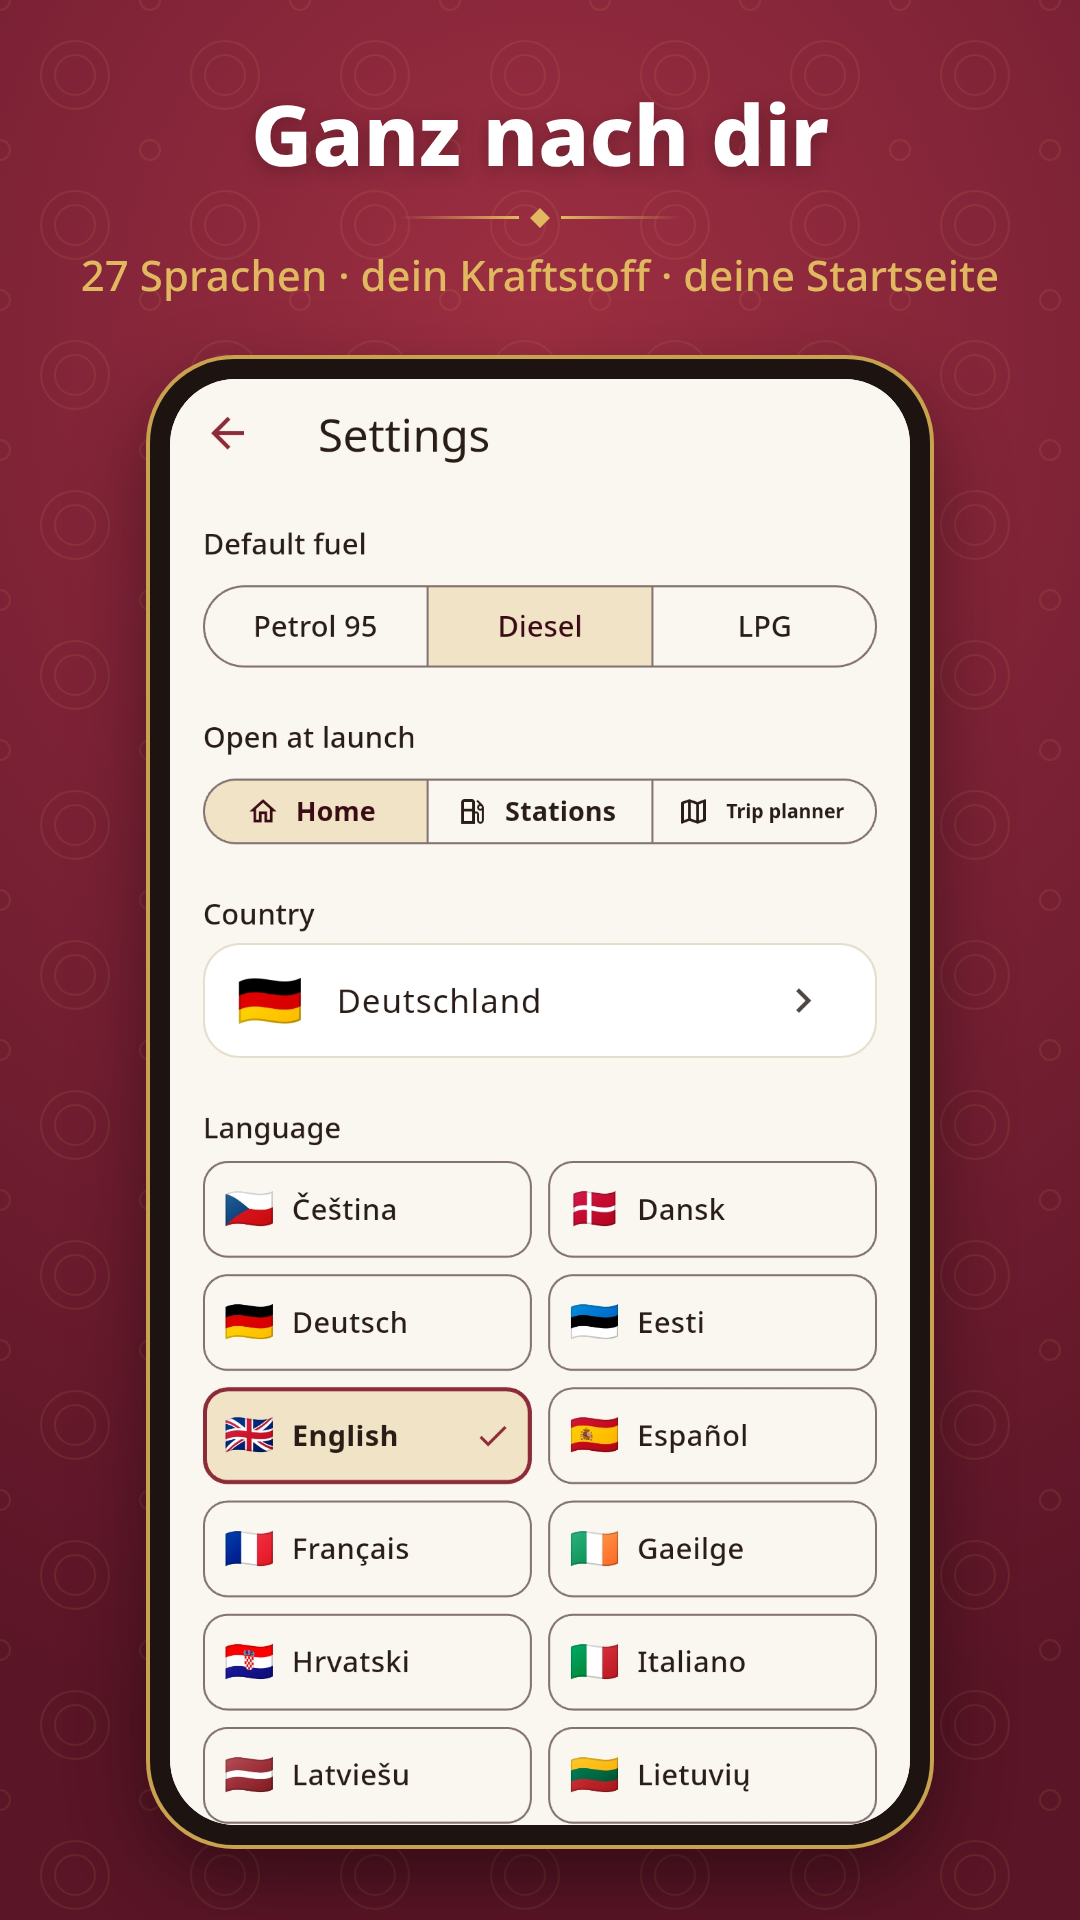 Ganz nach dir
27 Sprachen · dein Kraftstoff · deine Startseite
Settings
Default fuel
Petrol 95 Diesel LPG
Open at launch
Home Stations Trip planner
Country
Deutschland
Language
Čeština Dansk
Deutsch Eesti
English Español
Français Gaeilge
Hrvatski Italiano
Latviešu Lietuvių